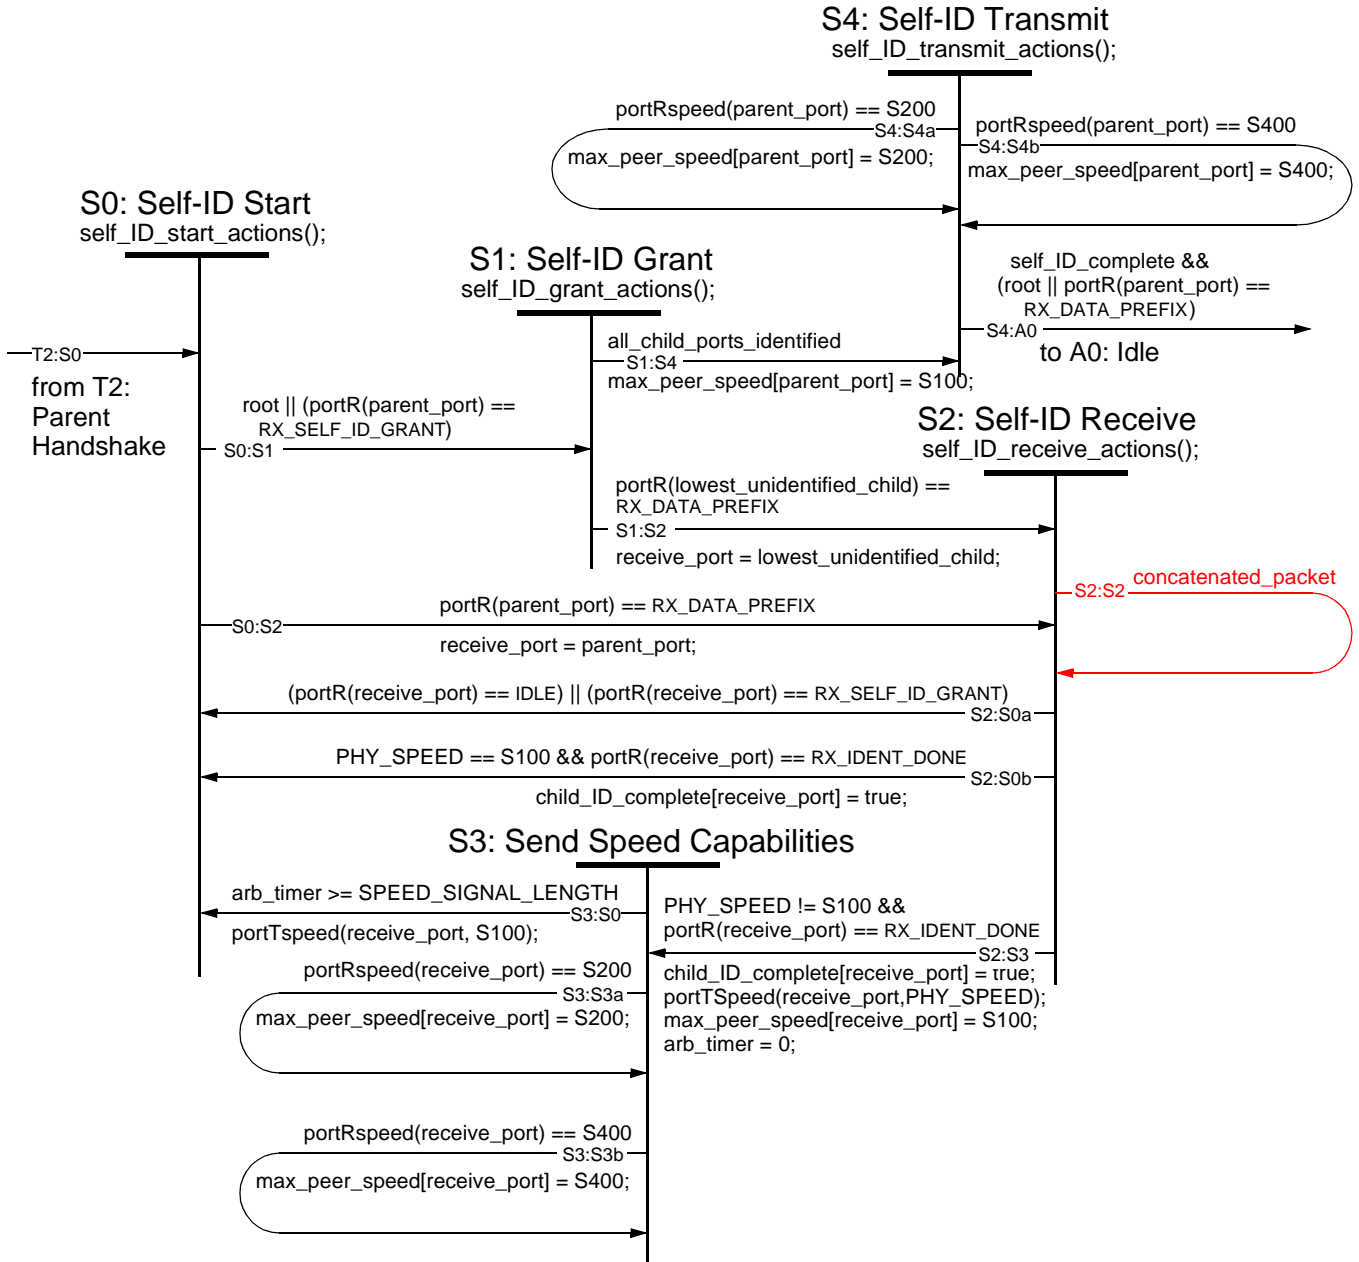 S4: Self-ID Transmit
self_ID_transmit_actions();
portRspeed(parent_port) == S200
S4:S4a
max_peer_speed[parent_port] = S200;
portRspeed(parent_port) == S400
S4:S4b
max_peer_speed[parent_port] = S400;
S0: Self-ID Start
self_ID_start_actions();
S1: Self-ID Grant
self_ID_grant_actions();
self_ID_complete &&
(root || portR(parent_port) ==
RX_DATA_PREFIX)
S4:A0
to A0: Idle
T2:S0
from T2:
Parent
Handshake
all_child_ports_identified
S1:S4
max_peer_speed[parent_port] = S100;
root || (portR(parent_port) ==
RX_SELF_ID_GRANT)
S0:S1
S2: Self-ID Receive
self_ID_receive_actions();
portR(lowest_unidentified_child) ==
RX_DATA_PREFIX
S1:S2
receive_port = lowest_unidentified_child;
concatenated_packet
S2:S2
portR(parent_port) == RX_DATA_PREFIX
S0:S2
receive_port = parent_port;
(portR(receive_port) == IDLE) || (portR(receive_port) == RX_SELF_ID_GRANT)
S2:S0a
PHY_SPEED == S100 && portR(receive_port) == RX_IDENT_DONE
S2:S0b
child_ID_complete[receive_port] = true;
S3: Send Speed Capabilities
arb_timer >= SPEED_SIGNAL_LENGTH
S3:S0
portTspeed(receive_port, S100);
PHY_SPEED != S100 &&
portR(receive_port) == RX_IDENT_DONE
S2:S3
child_ID_complete[receive_port] = true;
portTSpeed(receive_port,PHY_SPEED);
max_peer_speed[receive_port] = S100;
arb_timer = 0;
portRspeed(receive_port) == S200
S3:S3a
max_peer_speed[receive_port] = S200;
portRspeed(receive_port) == S400
S3:S3b
max_peer_speed[receive_port] = S400;